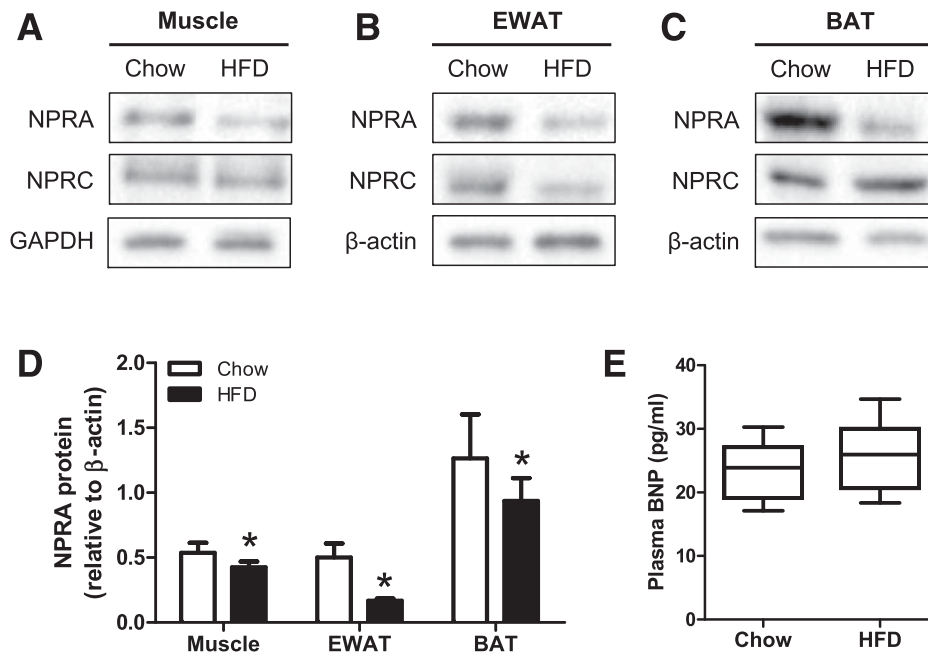 A
Muscle
Chow HFD
NPRA
NPRC
GAPDH
B
EWAT
Chow HFD
NPRA
NPRC
β-actin
C
BAT
Chow HFD
NPRA
NPRC
β-actin
D
NPRA protein
(relative to β-actin)
2.0
1.5
1.0
0.5
0.0
Chow
HFD
*
*
*
Muscle EWAT BAT
E
Plasma BNP (pg/ml)
40
30
20
10
0
Chow HFD